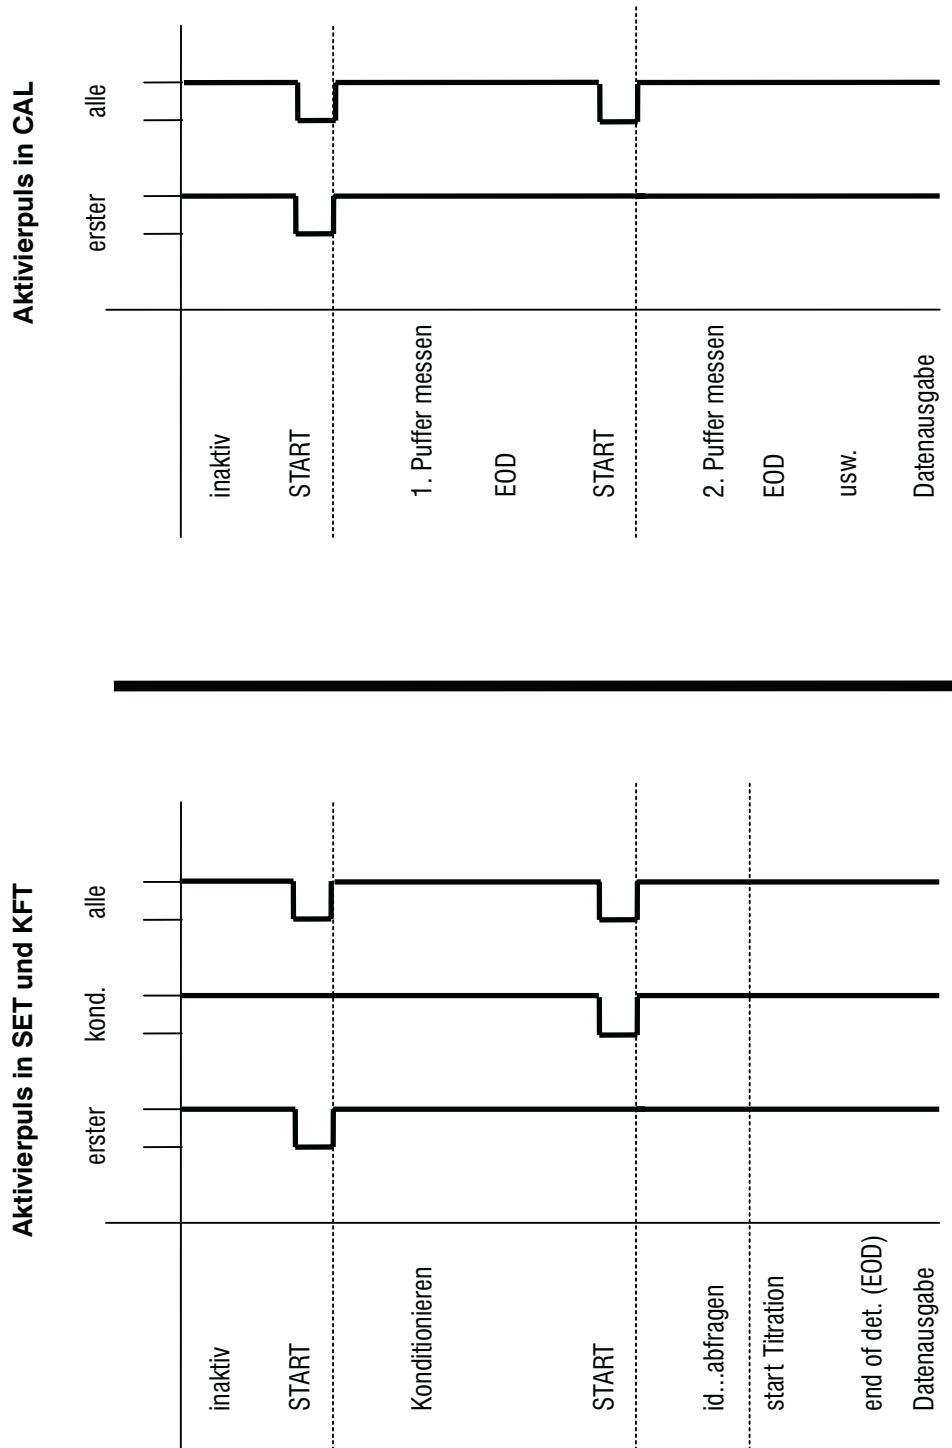 Aktivierpuls in CAL
alle
erster
inaktiv
START
1. Puffer messen
EOD
START
2. Puffer messen
EOD
usw.
Datenausgabe
Aktivierpuls in SET und KFT
alle
kond.
erster
inaktiv
START
Konditionieren
START
id...abfragen
start Titration
end of det. (EOD)
Datenausgabe